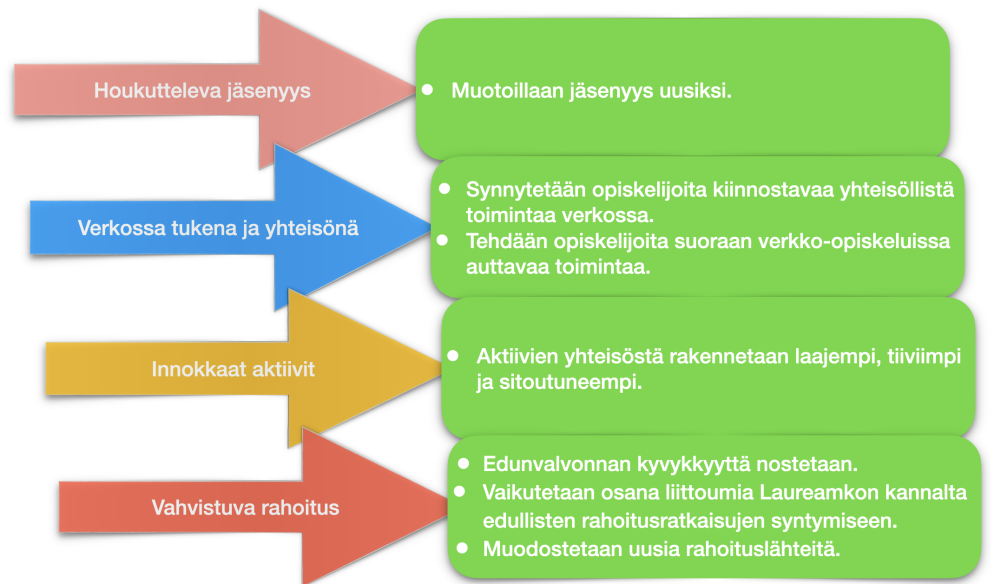 Houkutteleva jäsenyys
• Muotoillaan jäsenyys uusiksi.
Verkossa tukena ja yhteisönä
• Synnytetään opiskelijoita kiinnostavaa yhteisöllistä
toimintaa verkossa.
• Tehdään opiskelijoita suoraan verkko-opiskeluissa
auttavaa toimintaa.
Innokkaat aktiivit
• Aktiivien yhteisöstä rakennetaan laajempi, tiiviimpi
ja sitoutuneempi.
Vahvistuva rahoitus
• Edunvalvonnan kyvykkyyttä nostetaan.
• Vaikutetaan osana liittoumia Laureamkon kannalta
edullisten rahoitusratkaisujen syntymiseen.
• Muodostetaan uusia rahoituslähteitä.